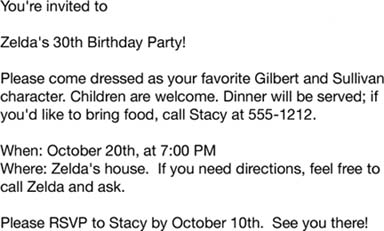 You're invited to
Zelda's 30th Birthday Party!
Please come dressed as your favorite Gilbert and Sullivan
character. Children are welcome. Dinner will be served; if
you'd like to bring food, call Stacy at 555-1212.
When: October 20th, at 7:00 PM
Where: Zelda's house.  If you need directions, feel free to
call Zelda and ask.
Please RSVP to Stacy by October 10th.  See you there!